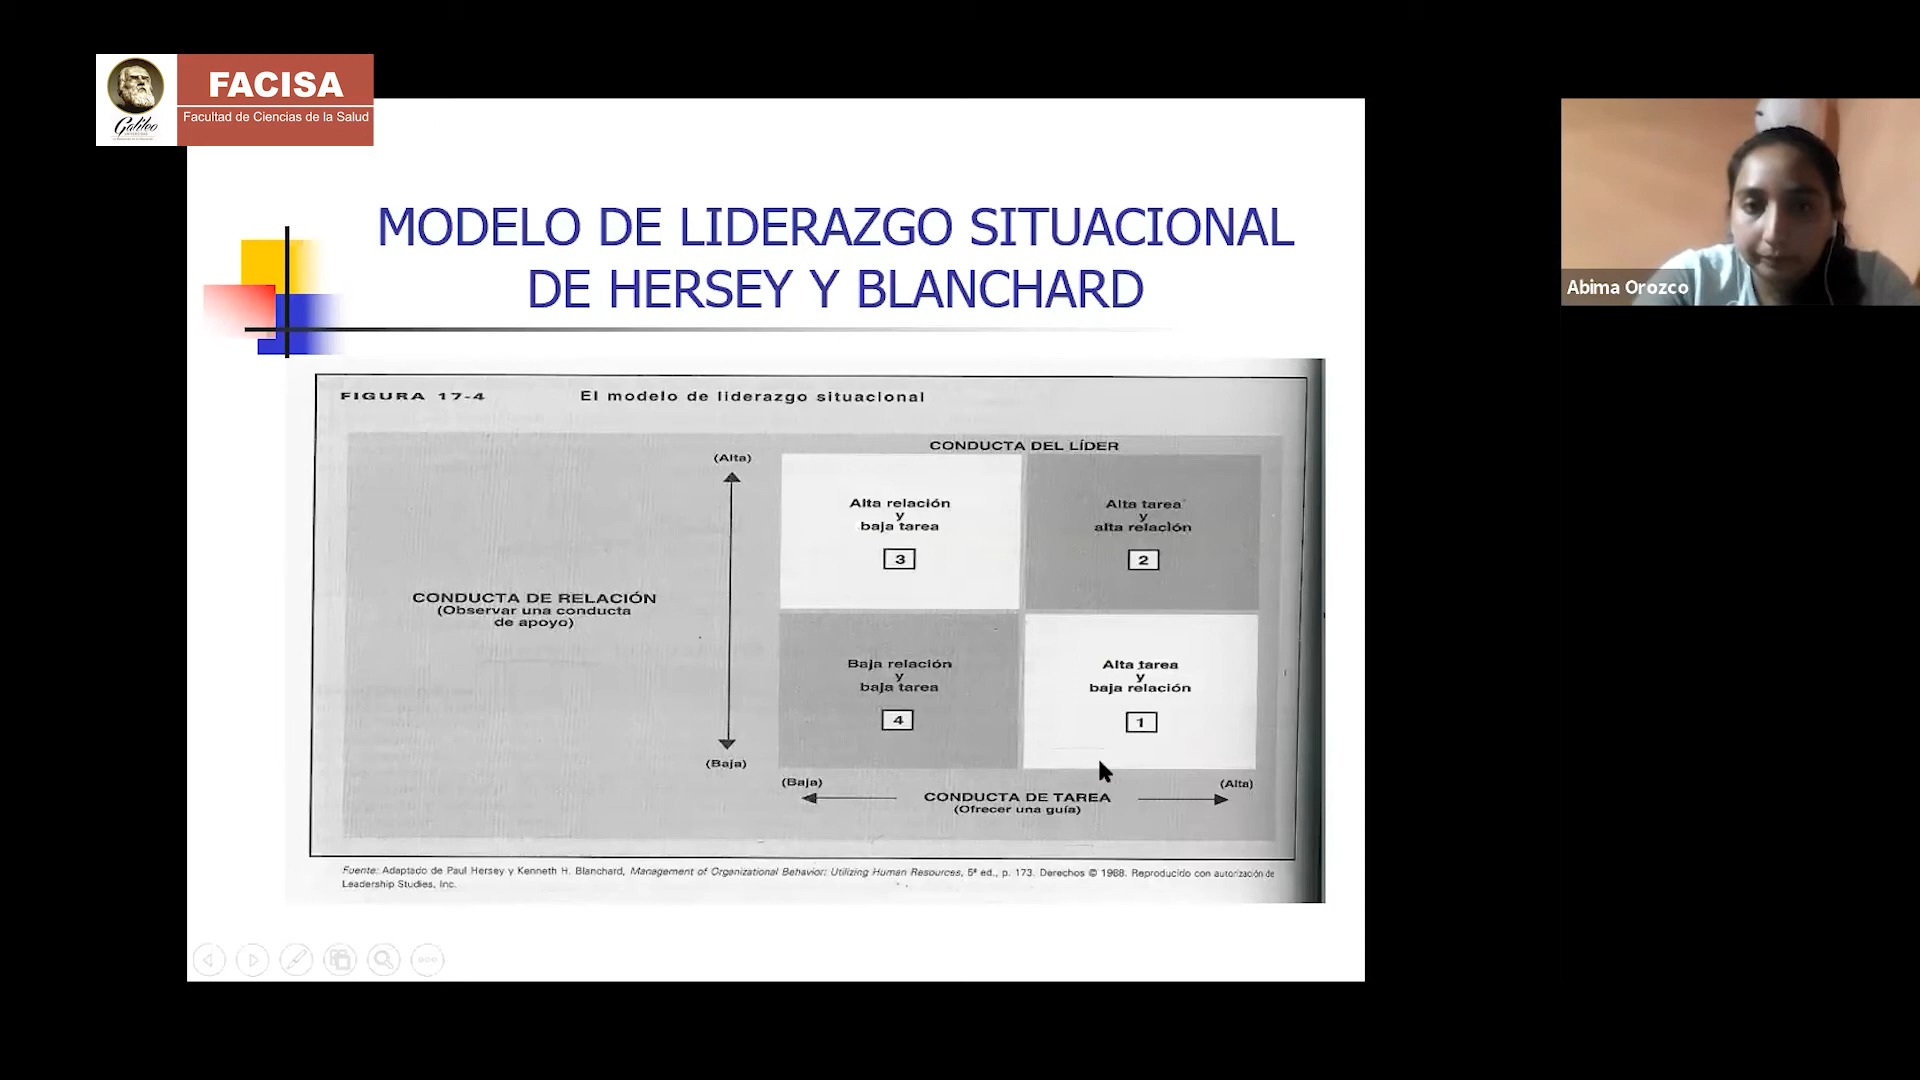 FACISA
Facultad de Ciencias de la Salud
Galileo
MODELO DE LIDERAZGO SITUACIONAL
DE HERSEY Y BLANCHARD
FIGURA 17-4
El modelo de liderazgo situacional
CONDUCTA DEL LÍDER
(Alta)
Alta relación
y
baja tarea
3
Alta tarea
y
alta relación
2
CONDUCTA DE RELACIÓN
(Observar una conducta
de apoyo)
Baja relación
y
baja tarea
4
Alta tarea
y
baja relación
1
(Baja)
(Baja)
(Alta)
CONDUCTA DE TAREA
(Ofrecer una guía)
Fuente: Adaptado de Paul Hersey y Kenneth H. Blanchard, Management of Organizational Behavior: Utilizing Human Resources, 5ª ed., p. 173. Derechos © 1988. Reproducido con autorización de
Leadership Studies, Inc.
Abima Orozco